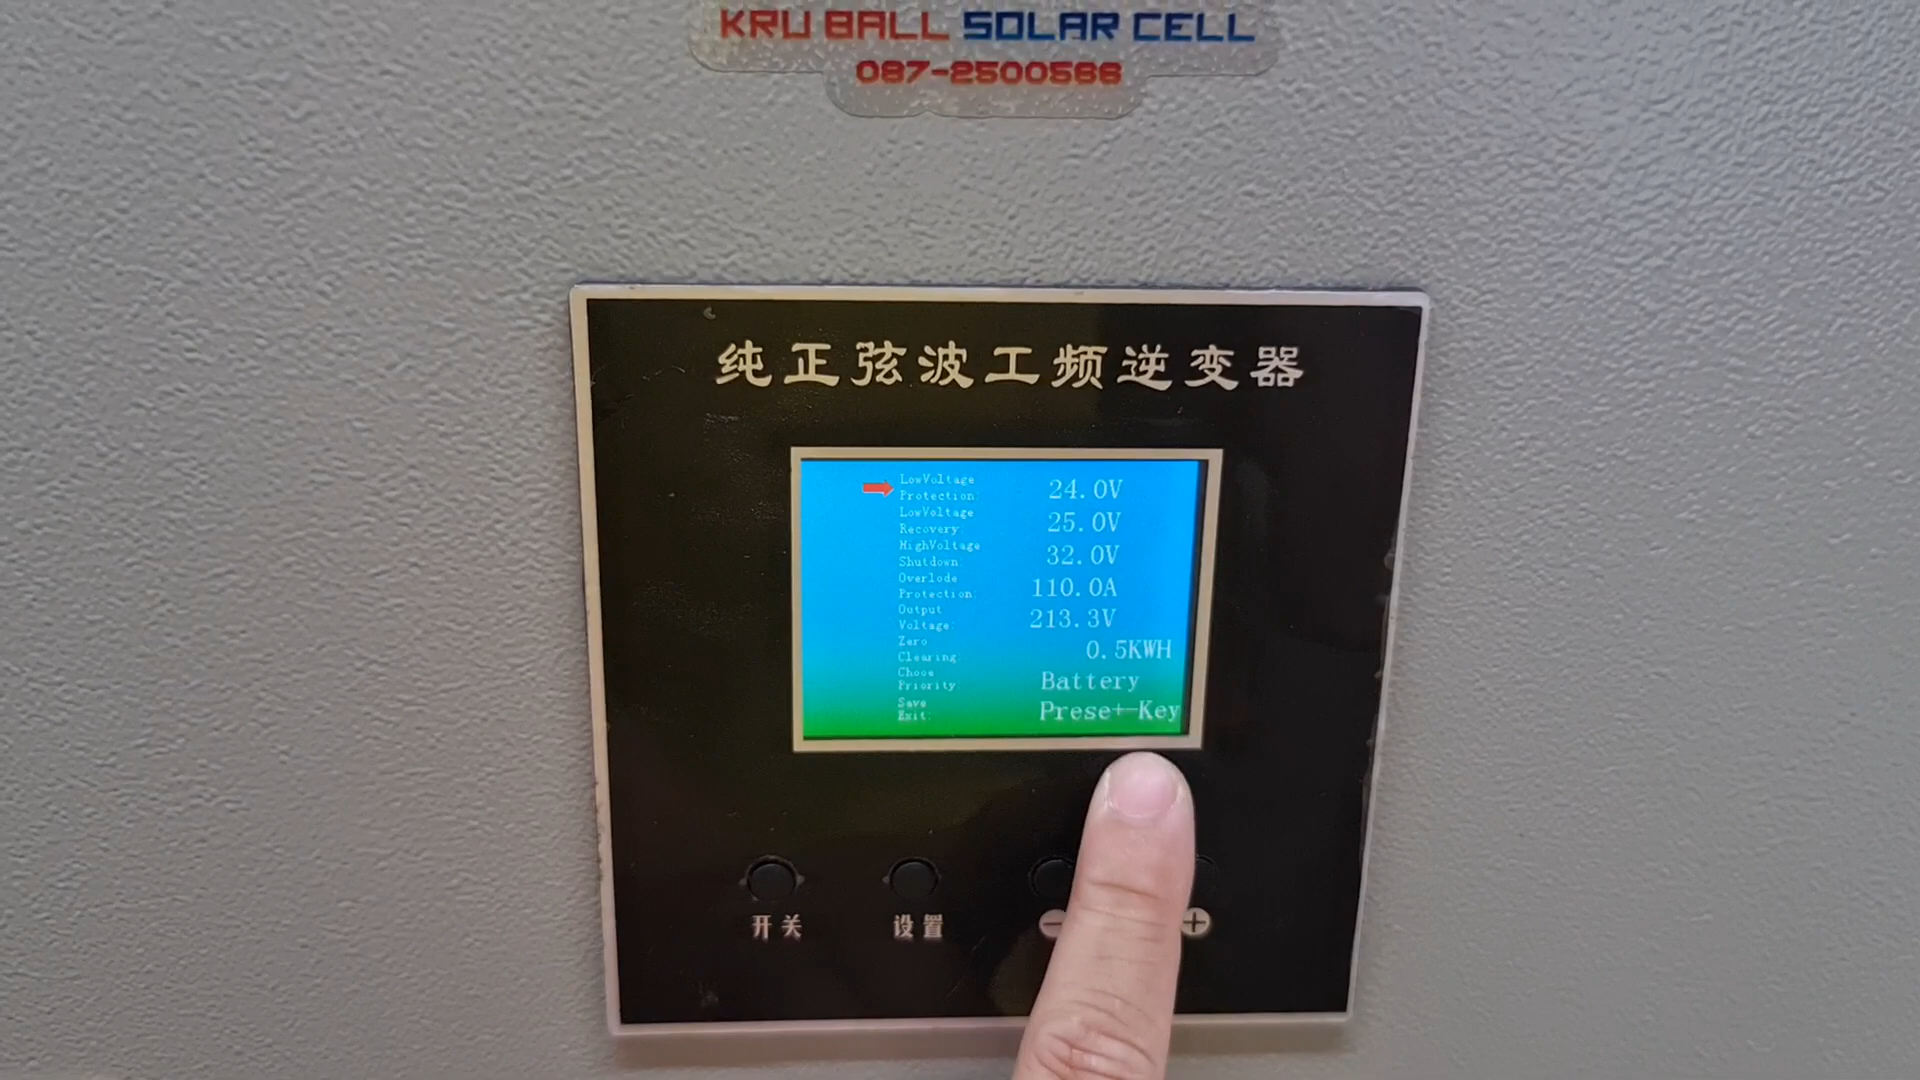 KRU BALL SOLAR CELL
087-2500586
纯正弦波工频逆变器
LowVoltage
Protection: 24.0V
LowVoltage
Recovery: 25.0V
HighVoltage
Shutdown: 32.0V
Overlode
Protection: 110.0A
Output
Voltage: 213.3V
Zero
Clearing: 0.5KWH
Choos
Priority: Battery
Save
Exit: Prese+-Key
开关 设置 - +